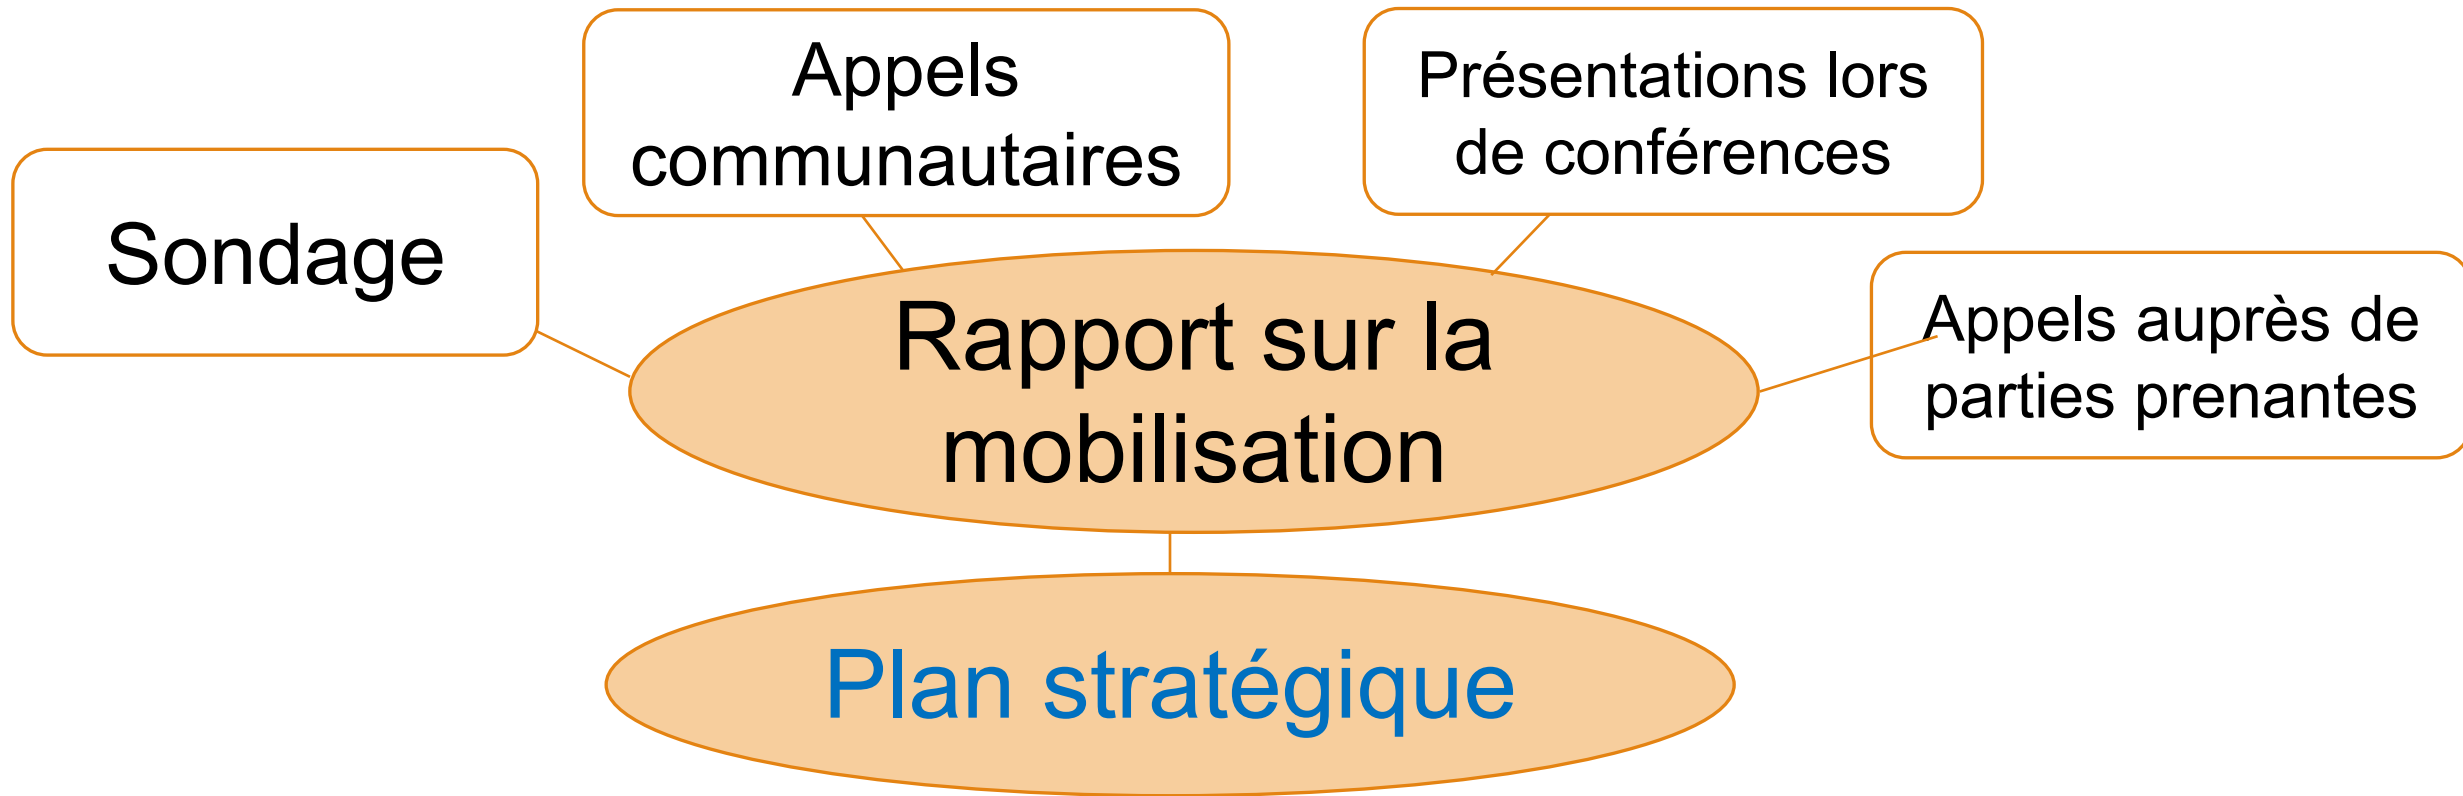 Sondage
Appels
communautaires
Présentations lors
de conférences
Appels auprès de
parties prenantes
Rapport sur la
mobilisation
Plan stratégique